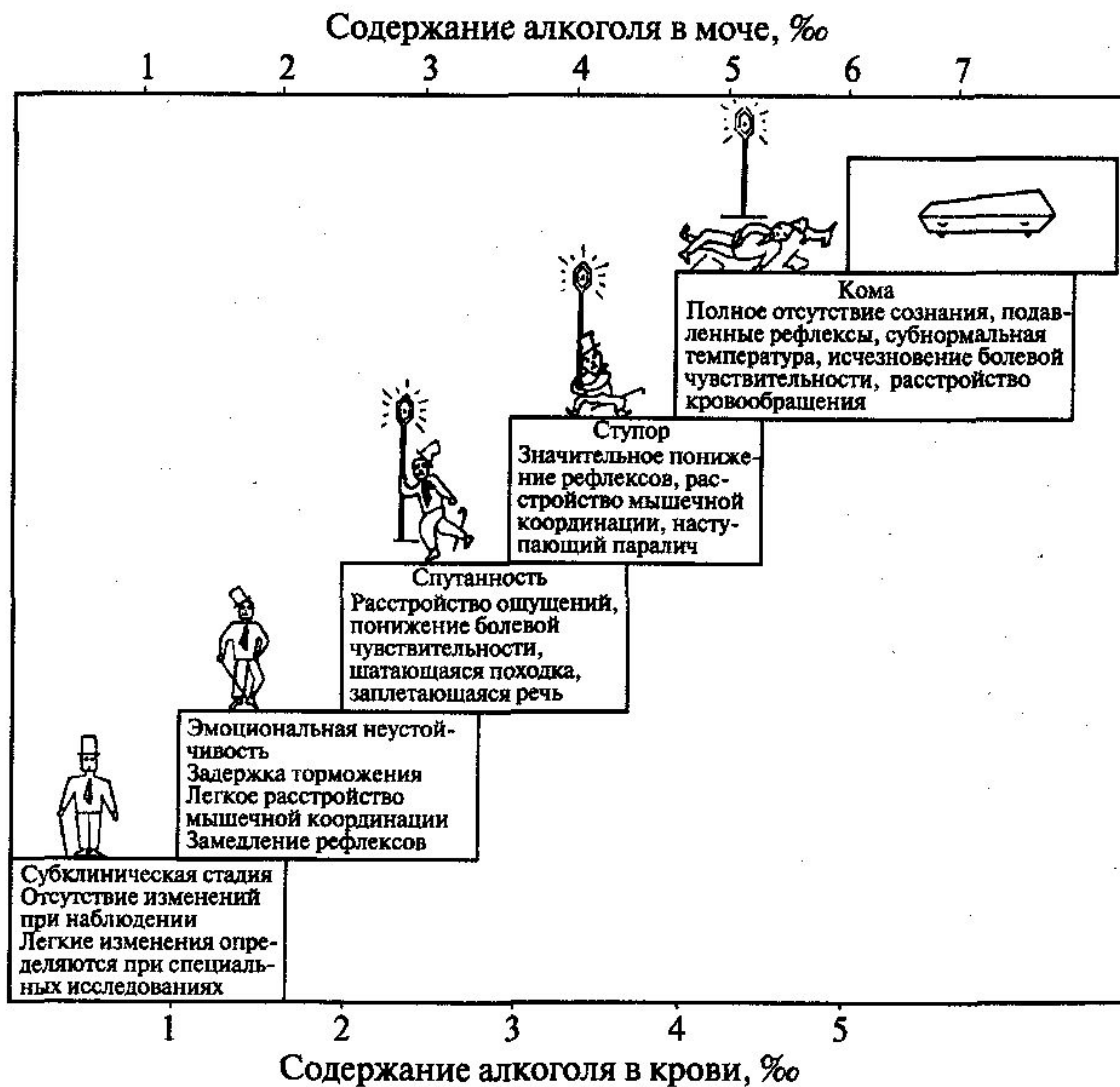 Содержание алкоголя в моче, ‰
1 2 3 4 5 6 7
Кома
Полное отсутствие сознания, подав-
ленные рефлексы, субнормальная
температура, исчезновение болевой
чувствительности, расстройство
кровообращения
Ступор
Значительное пониже-
ние рефлексов, рас-
стройство мышечной
координации, насту-
пающий паралич
Спутанность
Расстройство ощущений,
понижение болевой
чувствительности,
шатающаяся походка,
заплетающаяся речь
Эмоциональная неустой-
чивость
Задержка торможения
Легкое расстройство
мышечной координации
Замедление рефлексов
Субклиническая стадия
Отсутствие изменений
при наблюдении
Легкие изменения опре-
деляются при специаль-
ных исследованиях
1 2 3 4 5
Содержание алкоголя в крови, ‰